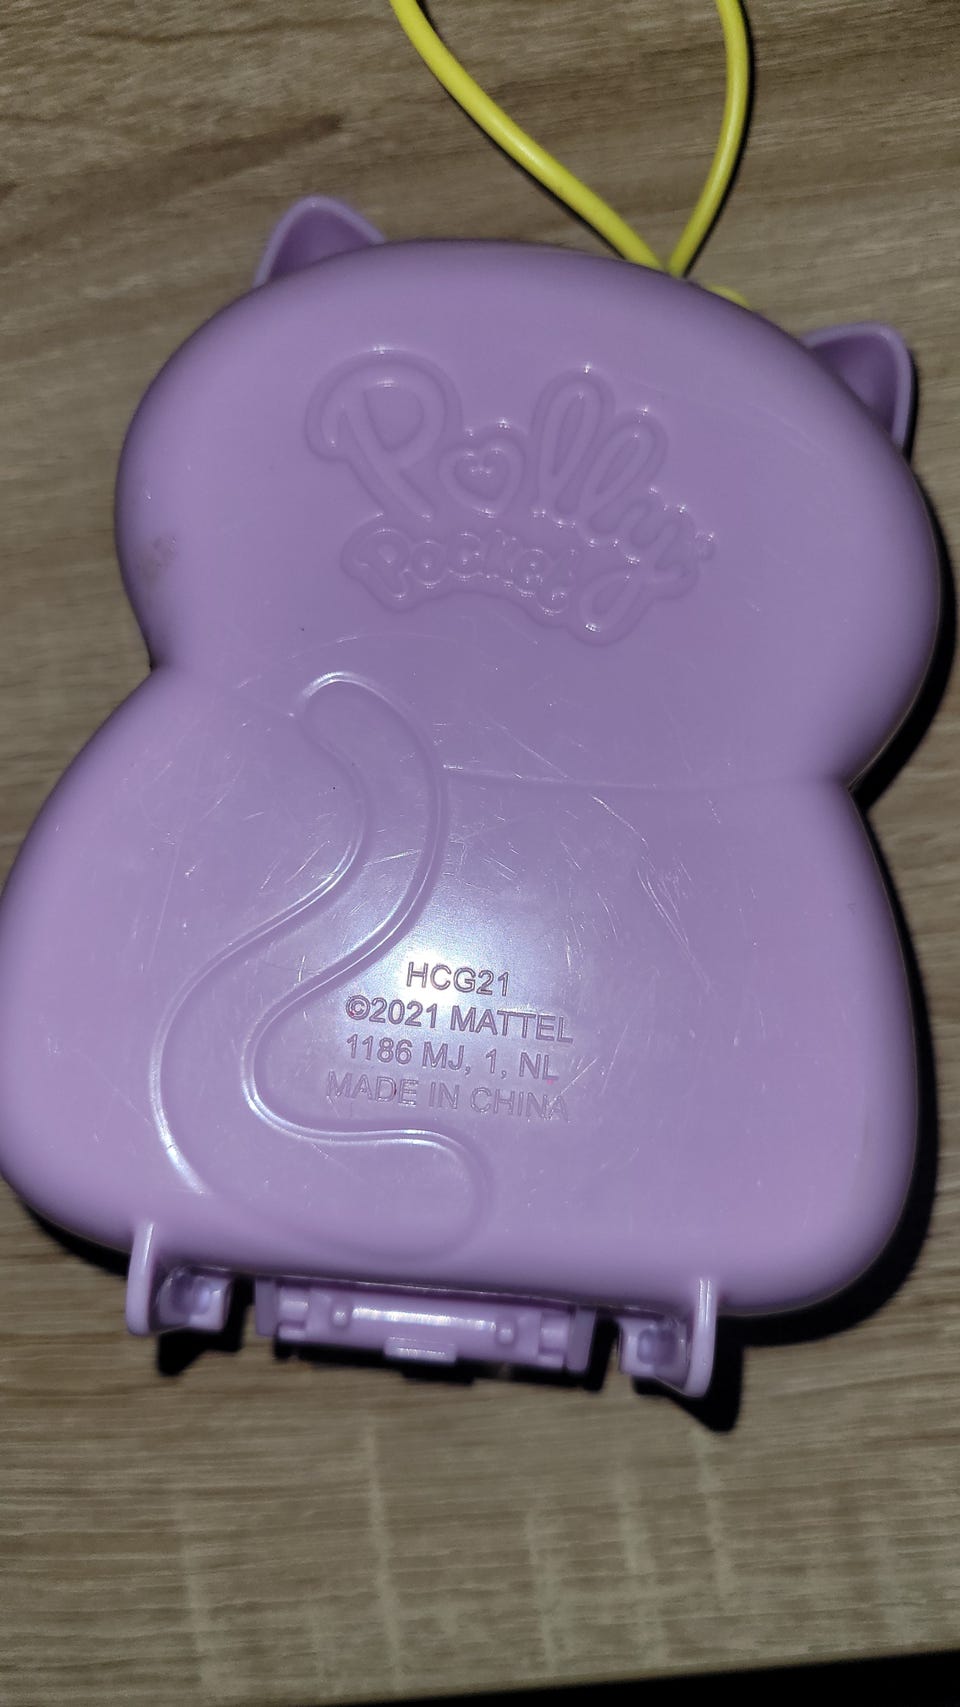 Polly
Pocket
HCG21
©2021 MATTEL
1186 MJ, 1, NL
MADE IN CHINA